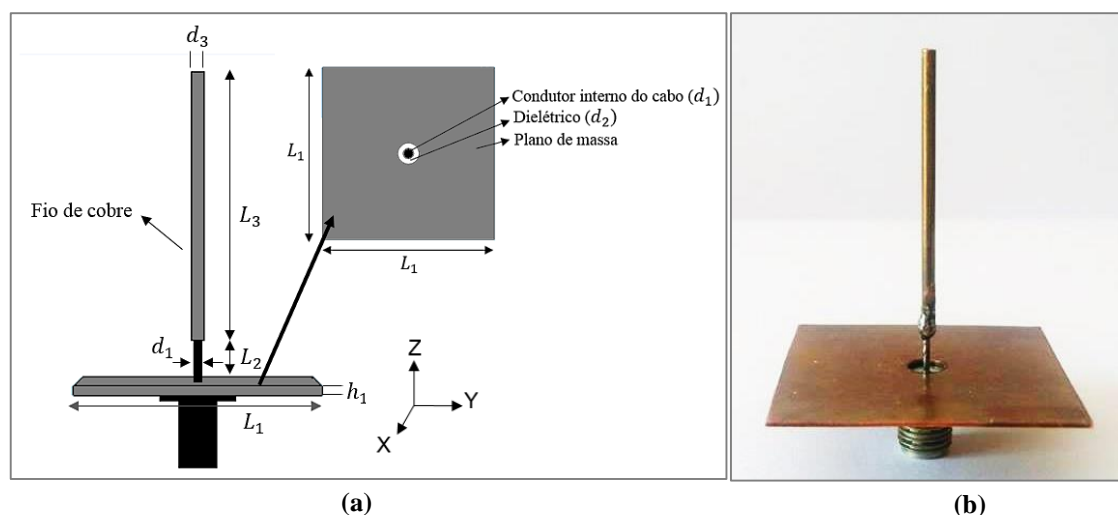 d₃
Condutor interno do cabo (d₁)
Dielétrico (d₂)
Plano de massa
L₁
Fio de cobre
L₃
L₁
d₁
L₂
h₁
L₁
Z
Y
X
(a)
(b)